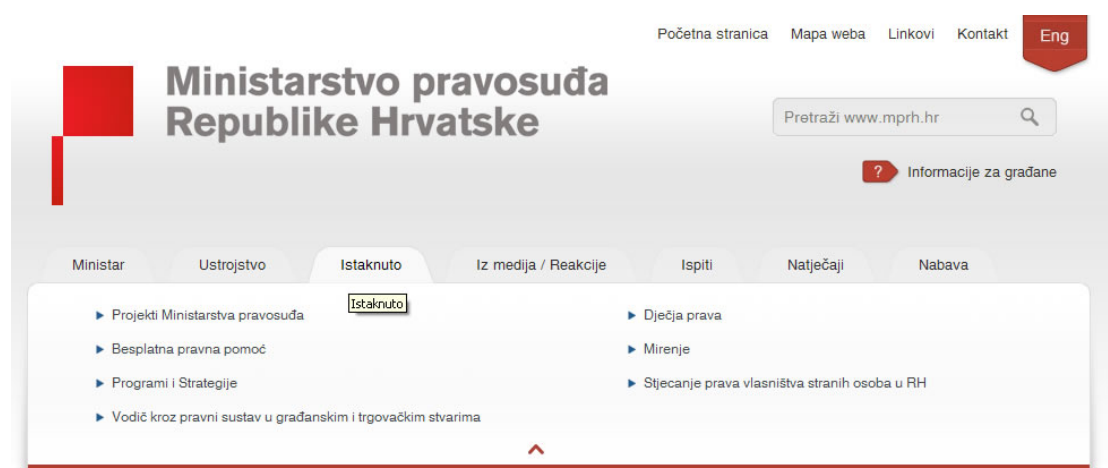 Početna stranica Mapa weba Linkovi Kontakt Eng
Ministarstvo pravosuđa
Republike Hrvatske
Pretraži www.mprh.hr
? Informacije za građane
Ministar Ustrojstvo Istaknuto Iz medija / Reakcije Ispiti Natječaji Nabava
Istaknuto
Projekti Ministarstva pravosuđa
Besplatna pravna pomoć
Programi i Strategije
Vodič kroz pravni sustav u građanskim i trgovačkim stvarima
Dječja prava
Mirenje
Stjecanje prava vlasništva stranih osoba u RH